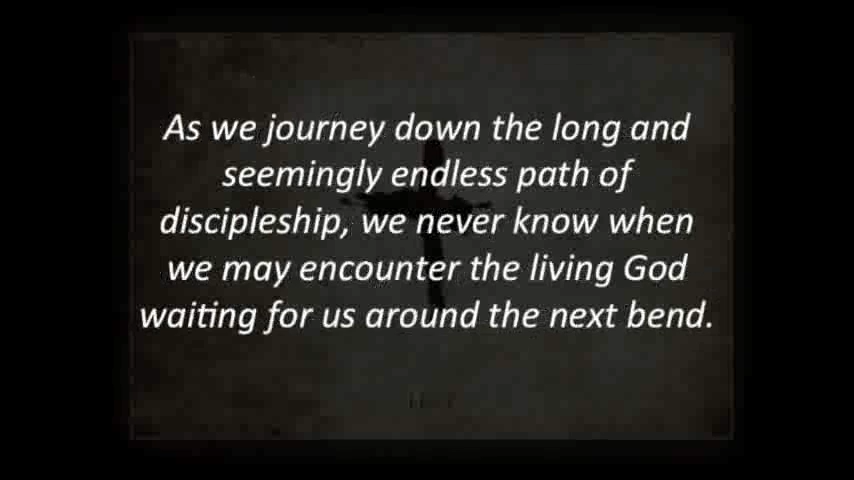 As we journey down the long and
seemingly endless path of
discipleship, we never know when
we may encounter the living God
waiting for us around the next bend.